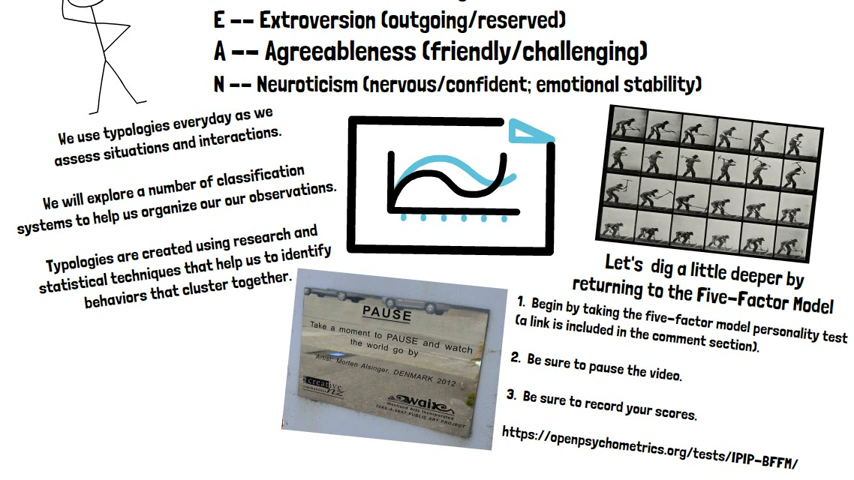 E -- Extroversion (outgoing/reserved)
A -- Agreeableness (friendly/challenging)
N -- Neuroticism (nervous/confident; emotional stability)
We use typologies everyday as we
assess situations and interactions.
We will explore a number of classification
systems to help us organize our our observations.
Typologies are created using research and
statistical techniques that help us to identify
behaviors that cluster together.
PAUSE
Take a moment to PAUSE and watch
the world go by
Artist: Morten Alsinger, DENMARK 2012
creative
nz
Let's dig a little deeper by
returning to the Five-Factor Model
1. Begin by taking the five-factor model personality test
(a link is included in the comment section).
2. Be sure to pause the video.
3. Be sure to record your scores.
https://openpsychometrics.org/tests/IPIP-BFFM/